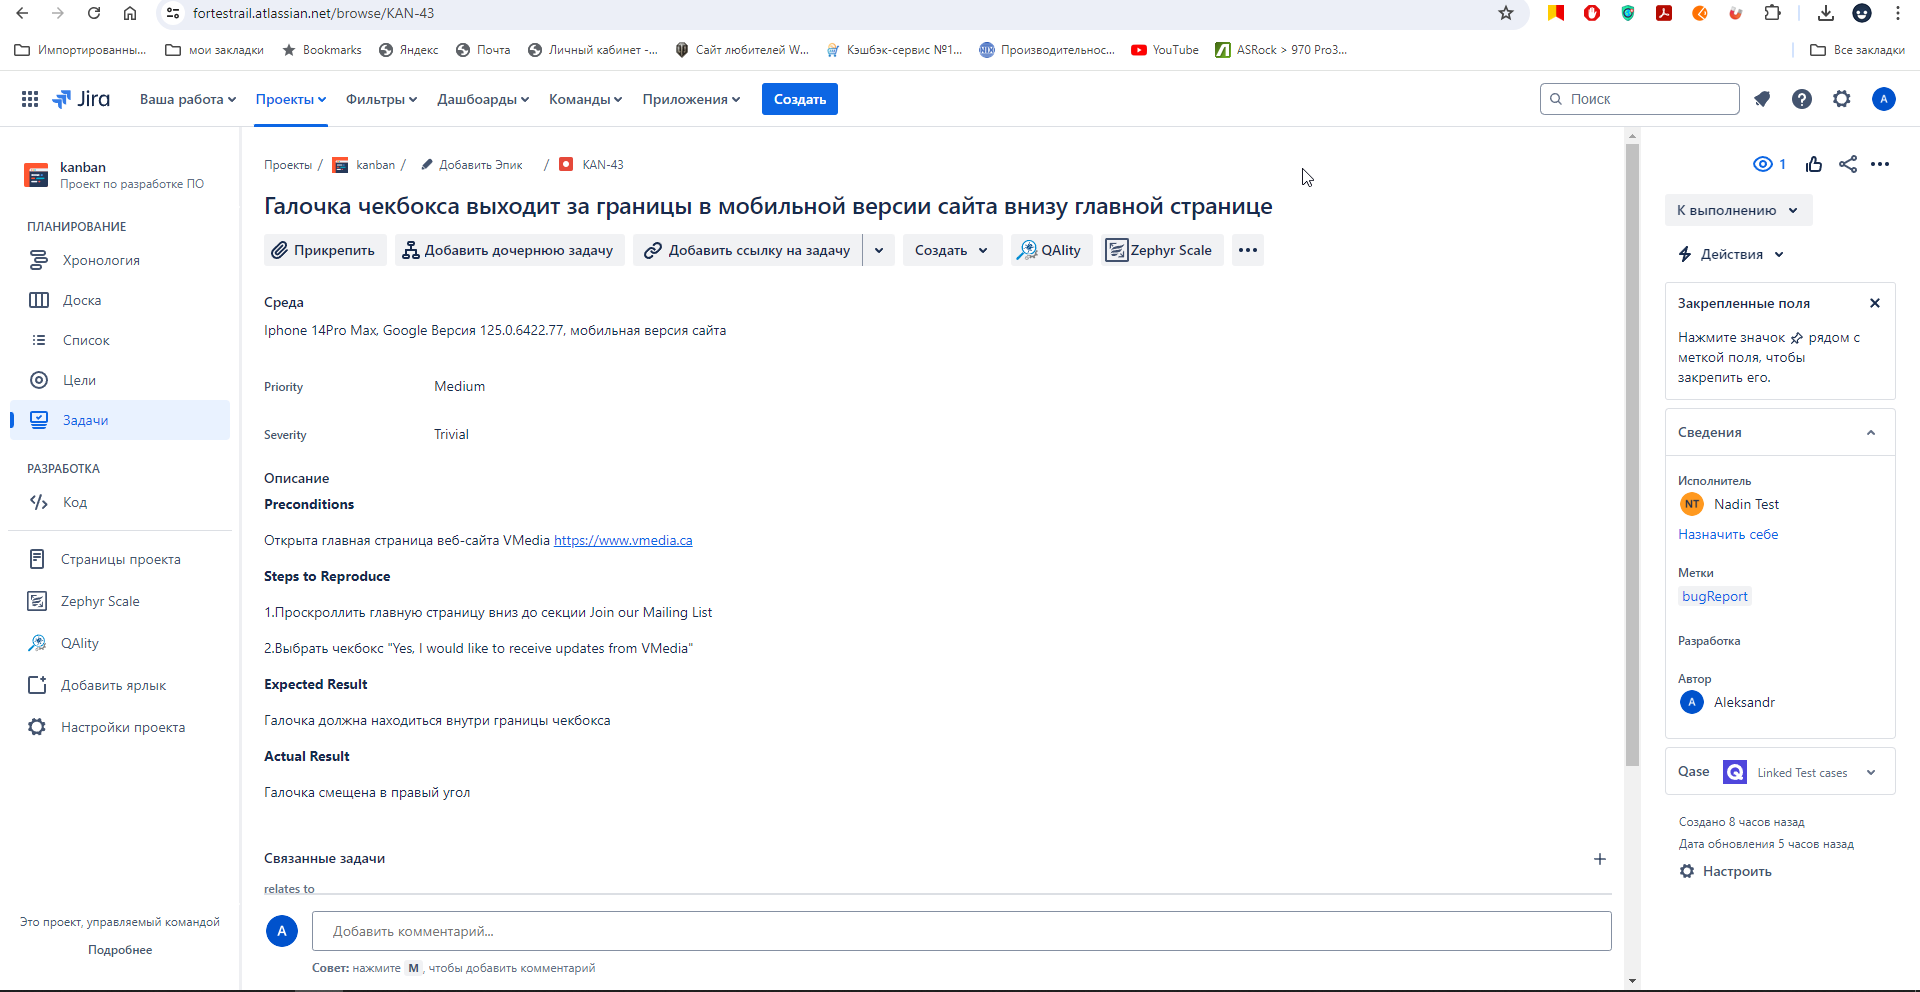 fortestrail.atlassian.net/browse/KAN-43
Импортированны...
мои закладки
Bookmarks
Яндекс
Почта
Личный кабинет -...
Сайт любителей W...
Кэшбэк-сервис №1...
Производительнос...
YouTube
ASRock > 970 Pro3...
Все закладки
Jira
Ваша работа
Проекты
Фильтры
Дашборды
Команды
Приложения
Создать
Поиск
A
kanban
Проект по разработке ПО
ПЛАНИРОВАНИЕ
Хронология
Доска
Список
Цели
Задачи
РАЗРАБОТКА
Код
Страницы проекта
Zephyr Scale
QAlity
Добавить ярлык
Настройки проекта
Это проект, управляемый командой
Подробнее
Проекты / kanban / Добавить Эпик / KAN-43
Галочка чекбокса выходит за границы в мобильной версии сайта внизу главной странице
Прикрепить
Добавить дочернюю задачу
Добавить ссылку на задачу
Создать
QAlity
Zephyr Scale
Среда
Iphone 14Pro Max, Google Версия 125.0.6422.77, мобильная версия сайта
Priority Medium
Severity Trivial
Описание
Preconditions
Открыта главная страница веб-сайта VMedia https://www.vmedia.ca
Steps to Reproduce
1.Проскроллить главную страницу вниз до секции Join our Mailing List
2.Выбрать чекбокс "Yes, I would like to receive updates from VMedia"
Expected Result
Галочка должна находиться внутри границы чекбокса
Actual Result
Галочка смещена в правый угол
Связанные задачи
relates to
A
Добавить комментарий...
Совет: нажмите M, чтобы добавить комментарий
1
К выполнению
Действия
Закрепленные поля
Нажмите значок рядом с
меткой поля, чтобы
закрепить его.
Сведения
Исполнитель
NT Nadin Test
Назначить себе
Метки
bugReport
Разработка
Автор
A Aleksandr
Qase Q Linked Test cases
Создано 8 часов назад
Дата обновления 5 часов назад
Настроить